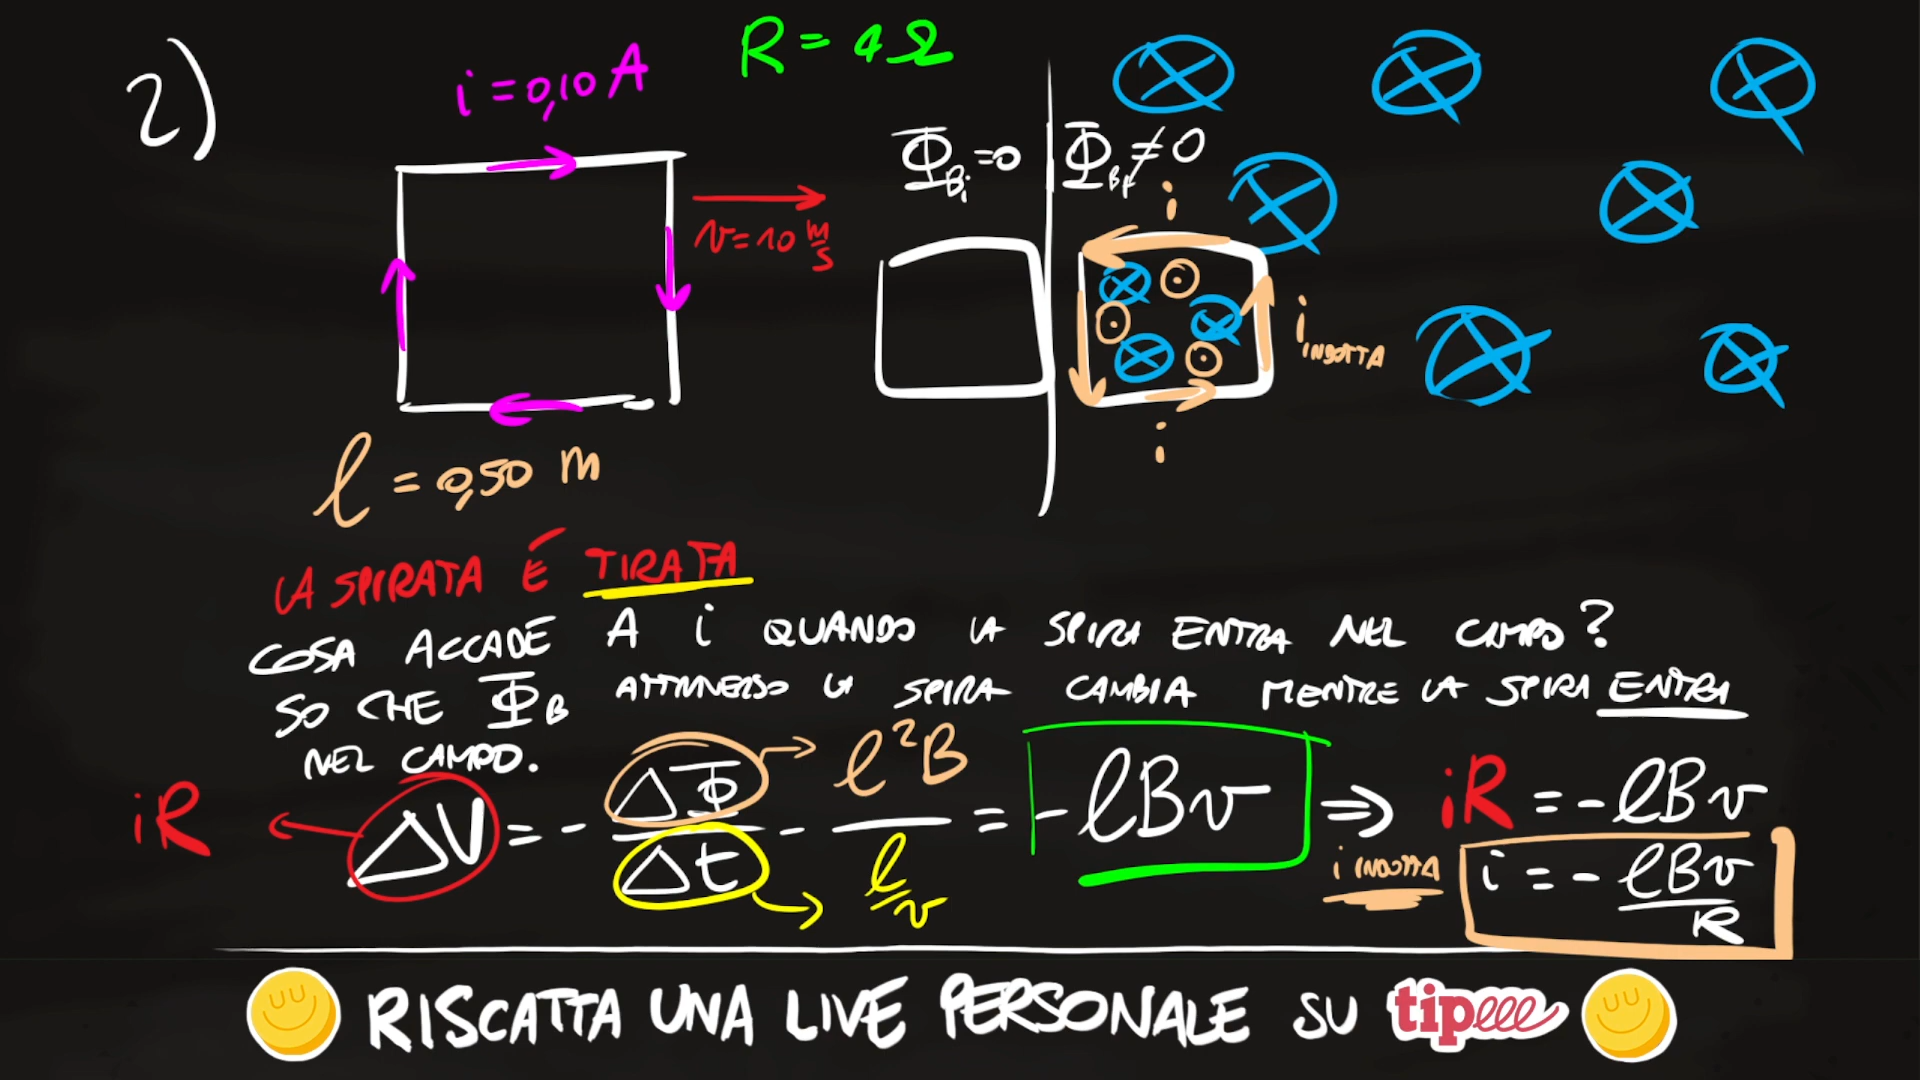 2)
i = 0,10 A
R = 4 Ω
v = 10 m/s
l = 0,50 m
Φ_Bi = 0
Φ_Bf ≠ 0
i
i INDOTTA
i
LA SPIRATA É TIRATA
COSA ACCADE A i QUANDO LA SPIRA ENTRA NEL CAMPO?
SO CHE Φ_B ATTRAVERSO LA SPIRA CAMBIA MENTRE LA SPIRA ENTRA
NEL CAMPO.
iR ← ΔV = - ΔΦ/Δt - l²B/(l/v) = - lBv ⇒ iR = - lBv
i INDOTTA i = - lBv/R
RISCATTA UNA LIVE PERSONALE SU tipeee